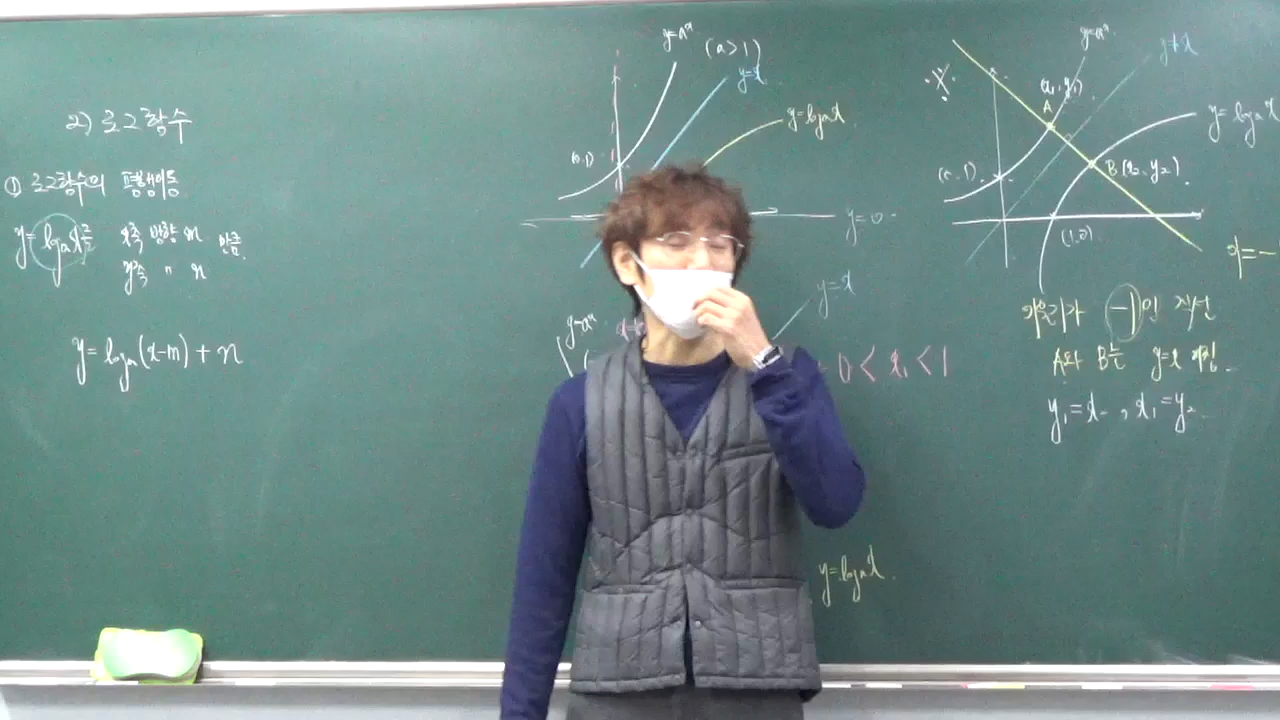 2) 로그함수
① 로그함수의 평행이동
y=logₐx를 x축 방향 m 만큼
y축 〃 n
y=logₐ(x-m)+n
y=aˣ (a>1)
y=x
y=logₐx
(0,1)
y=0
y=x
y=aˣ
0<x₁<1
y=logₐx.
y=aˣ
y=x
(x₁, y₁)
A
y=logₐx
(0,1)
B(x₂, y₂)
(1,0)
기울기가 -1인 직선
A와 B는 y=x 대칭.
y₁=x₂, x₁=y₂